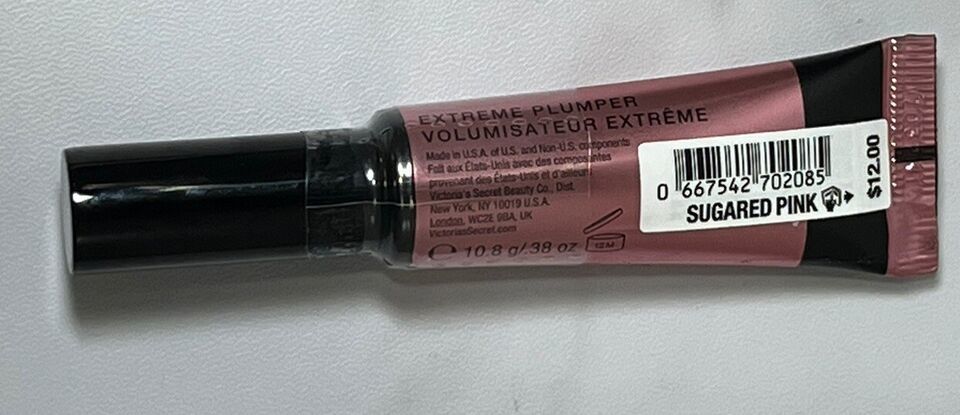 EXTREME PLUMPER
VOLUMISATEUR EXTRÊME
Made in U.S.A. of U.S. and Non-U.S. components
Fait aux États-Unis avec des composantes
provenant des États-Unis et d'ailleurs
Victoria's Secret Beauty Co., Dist.
New York, NY 10019 U.S.A.
London, WC2E 9BA, UK
VictoriasSecret.com
℮ 10.8 g/.38 oz
12M
0 667542 702085
SUGARED PINK
$12.00